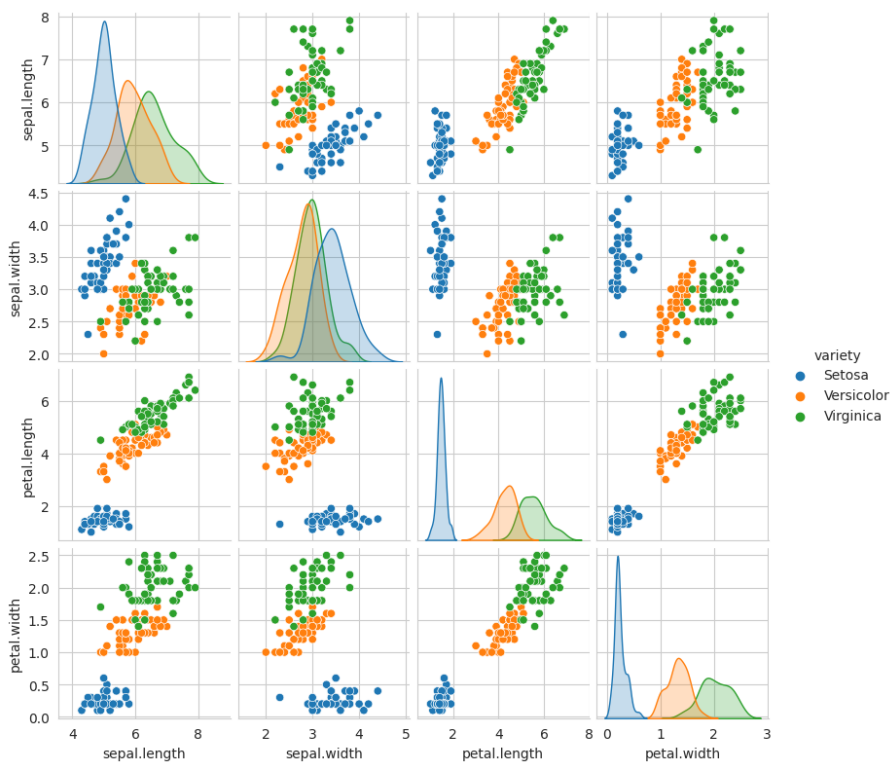 8
7
6
5
sepal.length
4.5
4.0
3.5
3.0
2.5
2.0
sepal.width
6
4
2
petal.length
2.5
2.0
1.5
1.0
0.5
0.0
petal.width
4 6 8
sepal.length
2 3 4 5
sepal.width
2 4 6 8
petal.length
0 1 2 3
petal.width
variety
Setosa
Versicolor
Virginica